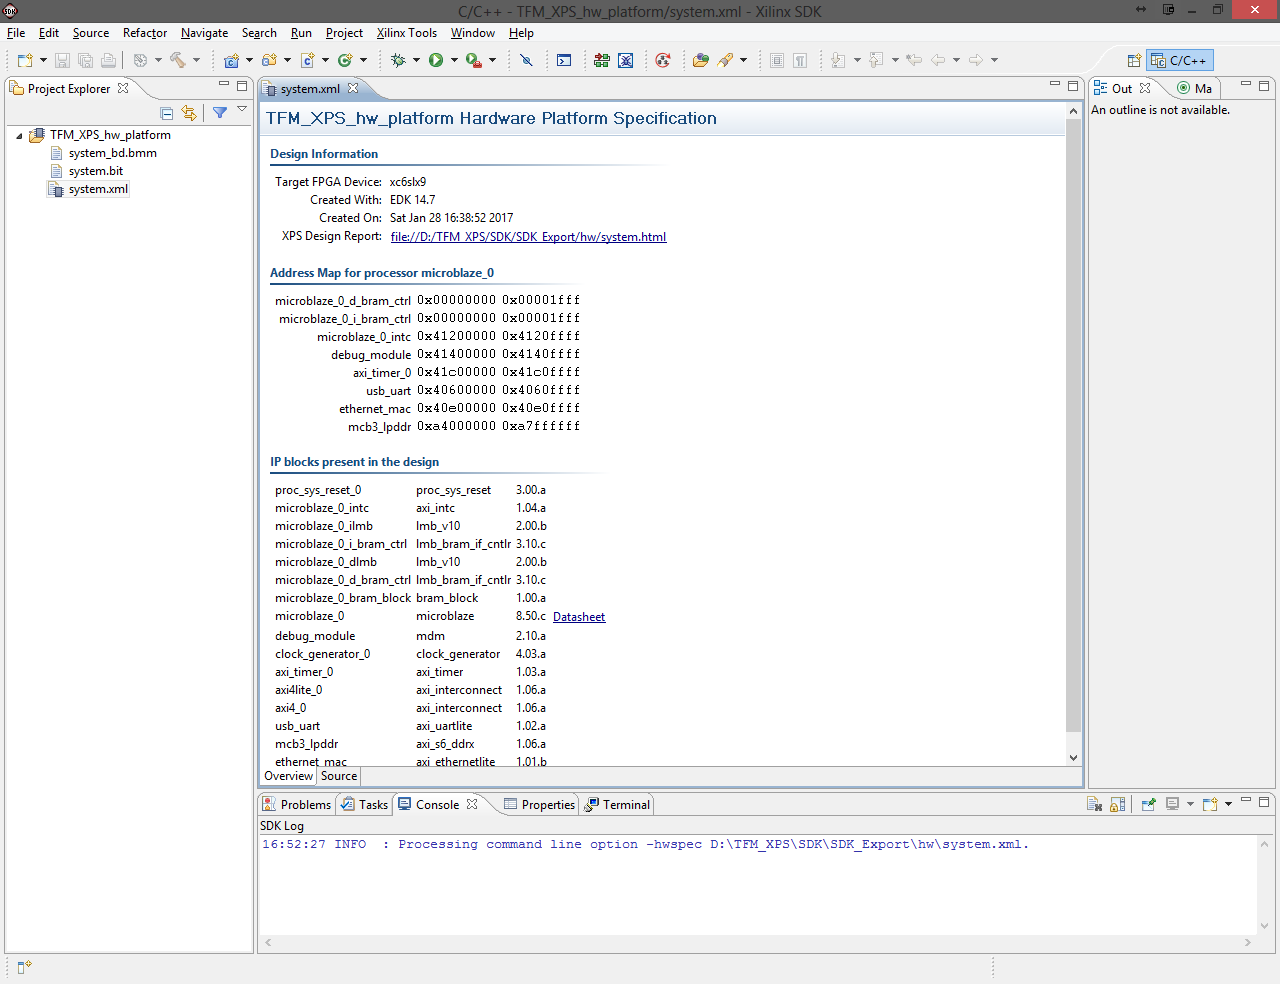 SDK
C/C++ - TFM_XPS_hw_platform/system.xml - Xilinx SDK
File Edit Source Refactor Navigate Search Run Project Xilinx Tools Window Help
C/C++
Project Explorer
TFM_XPS_hw_platform
system_bd.bmm
system.bit
system.xml
system.xml
TFM_XPS_hw_platform Hardware Platform Specification
Design Information
Target FPGA Device: xc6slx9
Created With: EDK 14.7
Created On: Sat Jan 28 16:38:52 2017
XPS Design Report: file://D:/TFM_XPS/SDK/SDK_Export/hw/system.html
Address Map for processor microblaze_0
microblaze_0_d_bram_ctrl 0x00000000 0x00001fff
microblaze_0_i_bram_ctrl 0x00000000 0x00001fff
microblaze_0_intc 0x41200000 0x4120ffff
debug_module 0x41400000 0x4140ffff
axi_timer_0 0x41c00000 0x41c0ffff
usb_uart 0x40600000 0x4060ffff
ethernet_mac 0x40e00000 0x40e0ffff
mcb3_lpddr 0xa4000000 0xa7ffffff
IP blocks present in the design
proc_sys_reset_0 proc_sys_reset 3.00.a
microblaze_0_intc axi_intc 1.04.a
microblaze_0_ilmb lmb_v10 2.00.b
microblaze_0_i_bram_ctrl lmb_bram_if_cntlr 3.10.c
microblaze_0_dlmb lmb_v10 2.00.b
microblaze_0_d_bram_ctrl lmb_bram_if_cntlr 3.10.c
microblaze_0_bram_block bram_block 1.00.a
microblaze_0 microblaze 8.50.c Datasheet
debug_module mdm 2.10.a
clock_generator_0 clock_generator 4.03.a
axi_timer_0 axi_timer 1.03.a
axi4lite_0 axi_interconnect 1.06.a
axi4_0 axi_interconnect 1.06.a
usb_uart axi_uartlite 1.02.a
mcb3_lpddr axi_s6_ddrx 1.06.a
ethernet_mac axi_ethernetlite 1.01.b
Overview Source
Out Ma
An outline is not available.
Problems Tasks Console Properties Terminal
SDK Log
16:52:27 INFO : Processing command line option -hwspec D:\TFM_XPS\SDK\SDK_Export\hw\system.xml.